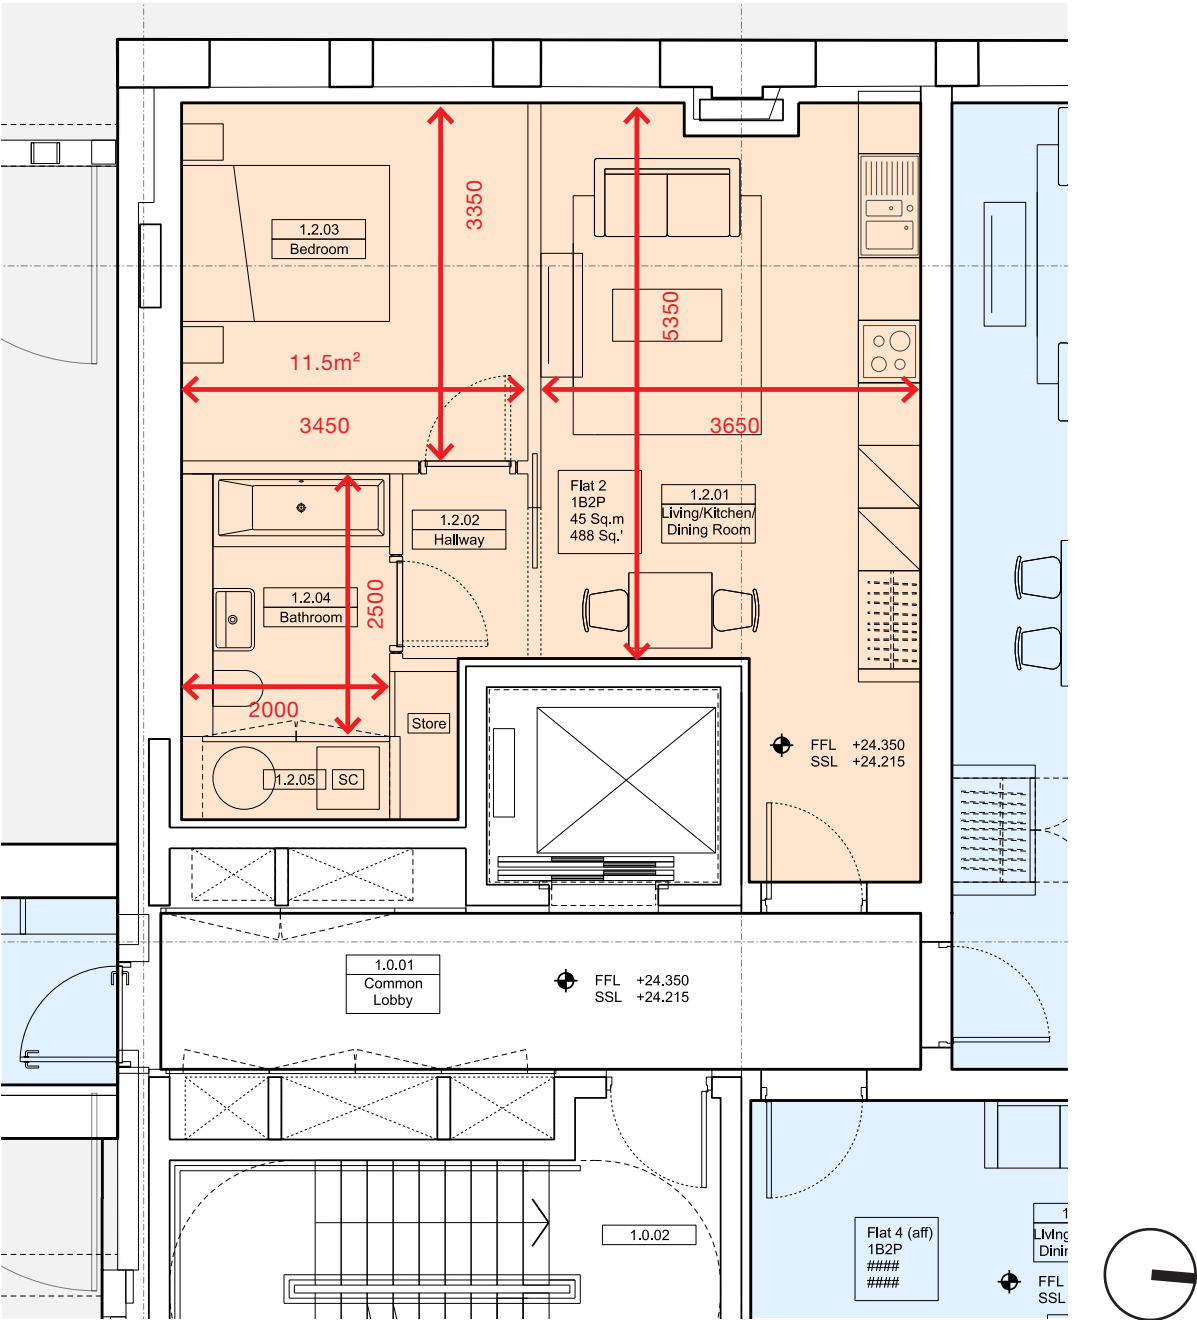 3350
1.2.03
Bedroom
5350
11.5m²
3450
3650
Flat 2
1B2P
45 Sq.m
488 Sq.'
1.2.01
Living/Kitchen/
Dining Room
1.2.02
Hallway
2500
1.2.04
Bathroom
2000
Store
1.2.05
SC
FFL +24.350
SSL +24.215
1.0.01
Common
Lobby
FFL +24.350
SSL +24.215
1.0.02
Flat 4 (aff)
1B2P
####
####
1
Living
Dinin
FFL
SSL